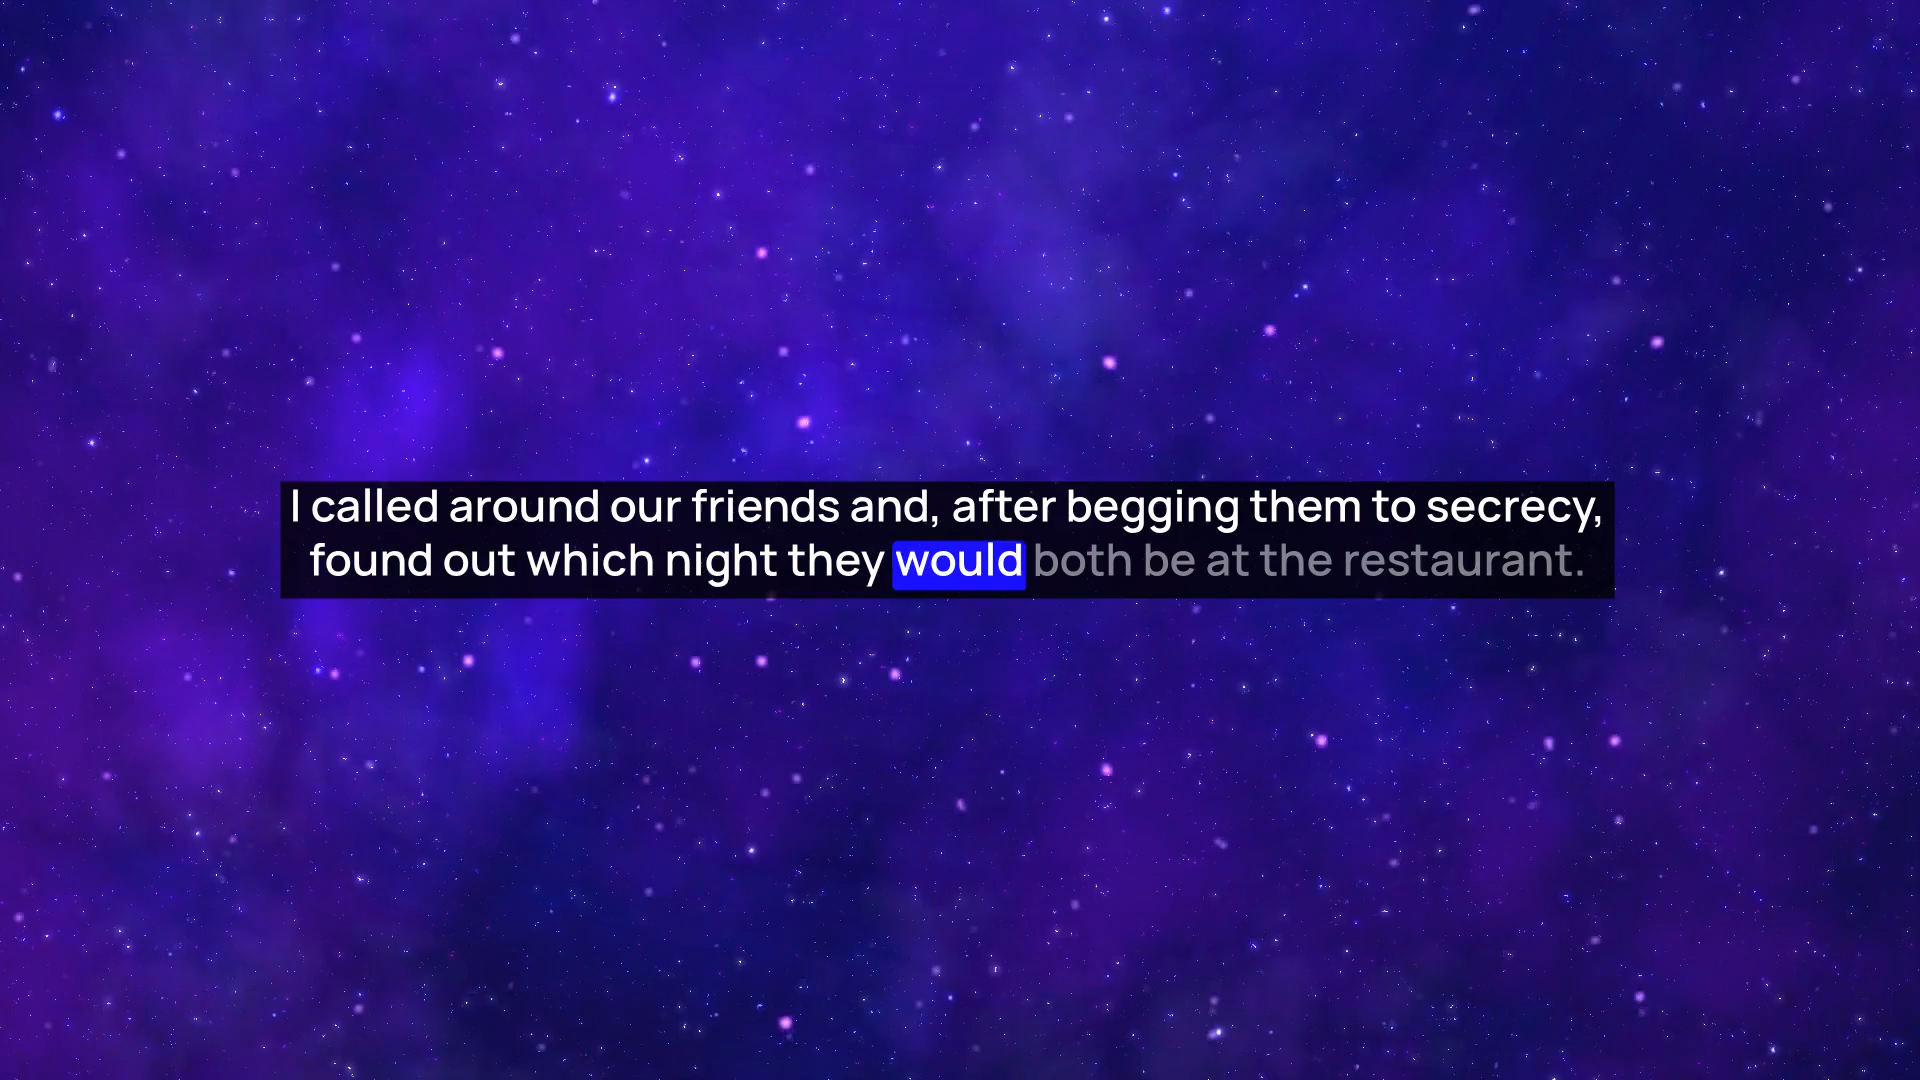 I called around our friends and, after begging them to secrecy,
found out which night they would both be at the restaurant.